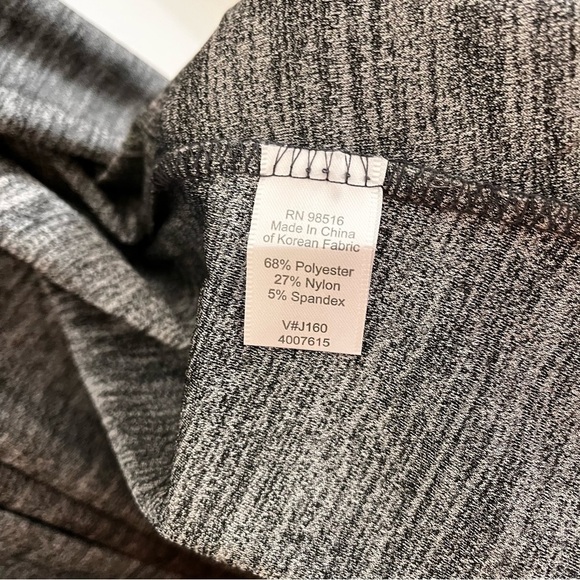 RN 98516
Made In China
of Korean Fabric
68% Polyester
27% Nylon
5% Spandex
V#J160
4007615